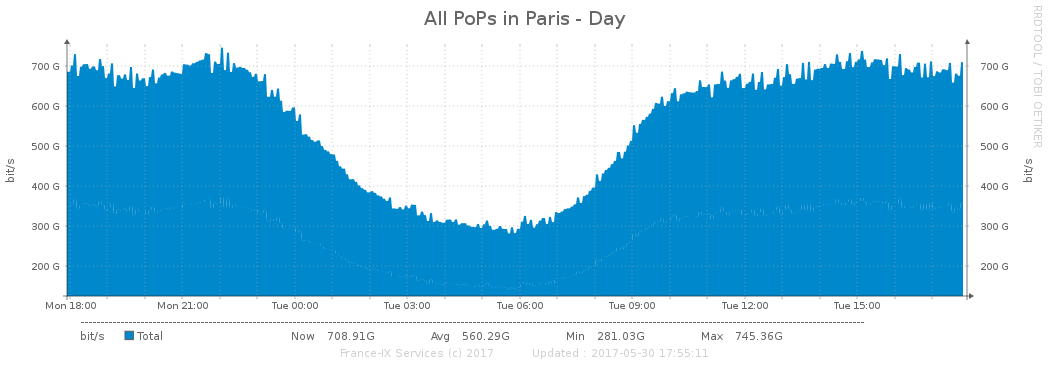 All PoPs in Paris - Day
RRDTOOL / TOBI OETIKER
bit/s
700 G
600 G
500 G
400 G
300 G
200 G
700 G
600 G
500 G
400 G
300 G
200 G
bit/s
Mon 18:00 Mon 21:00 Tue 00:00 Tue 03:00 Tue 06:00 Tue 09:00 Tue 12:00 Tue 15:00
bit/s Total Now 708.91G Avg 560.29G Min 281.03G Max 745.36G
France-IX Services (c) 2017 Updated : 2017-05-30 17:55:11